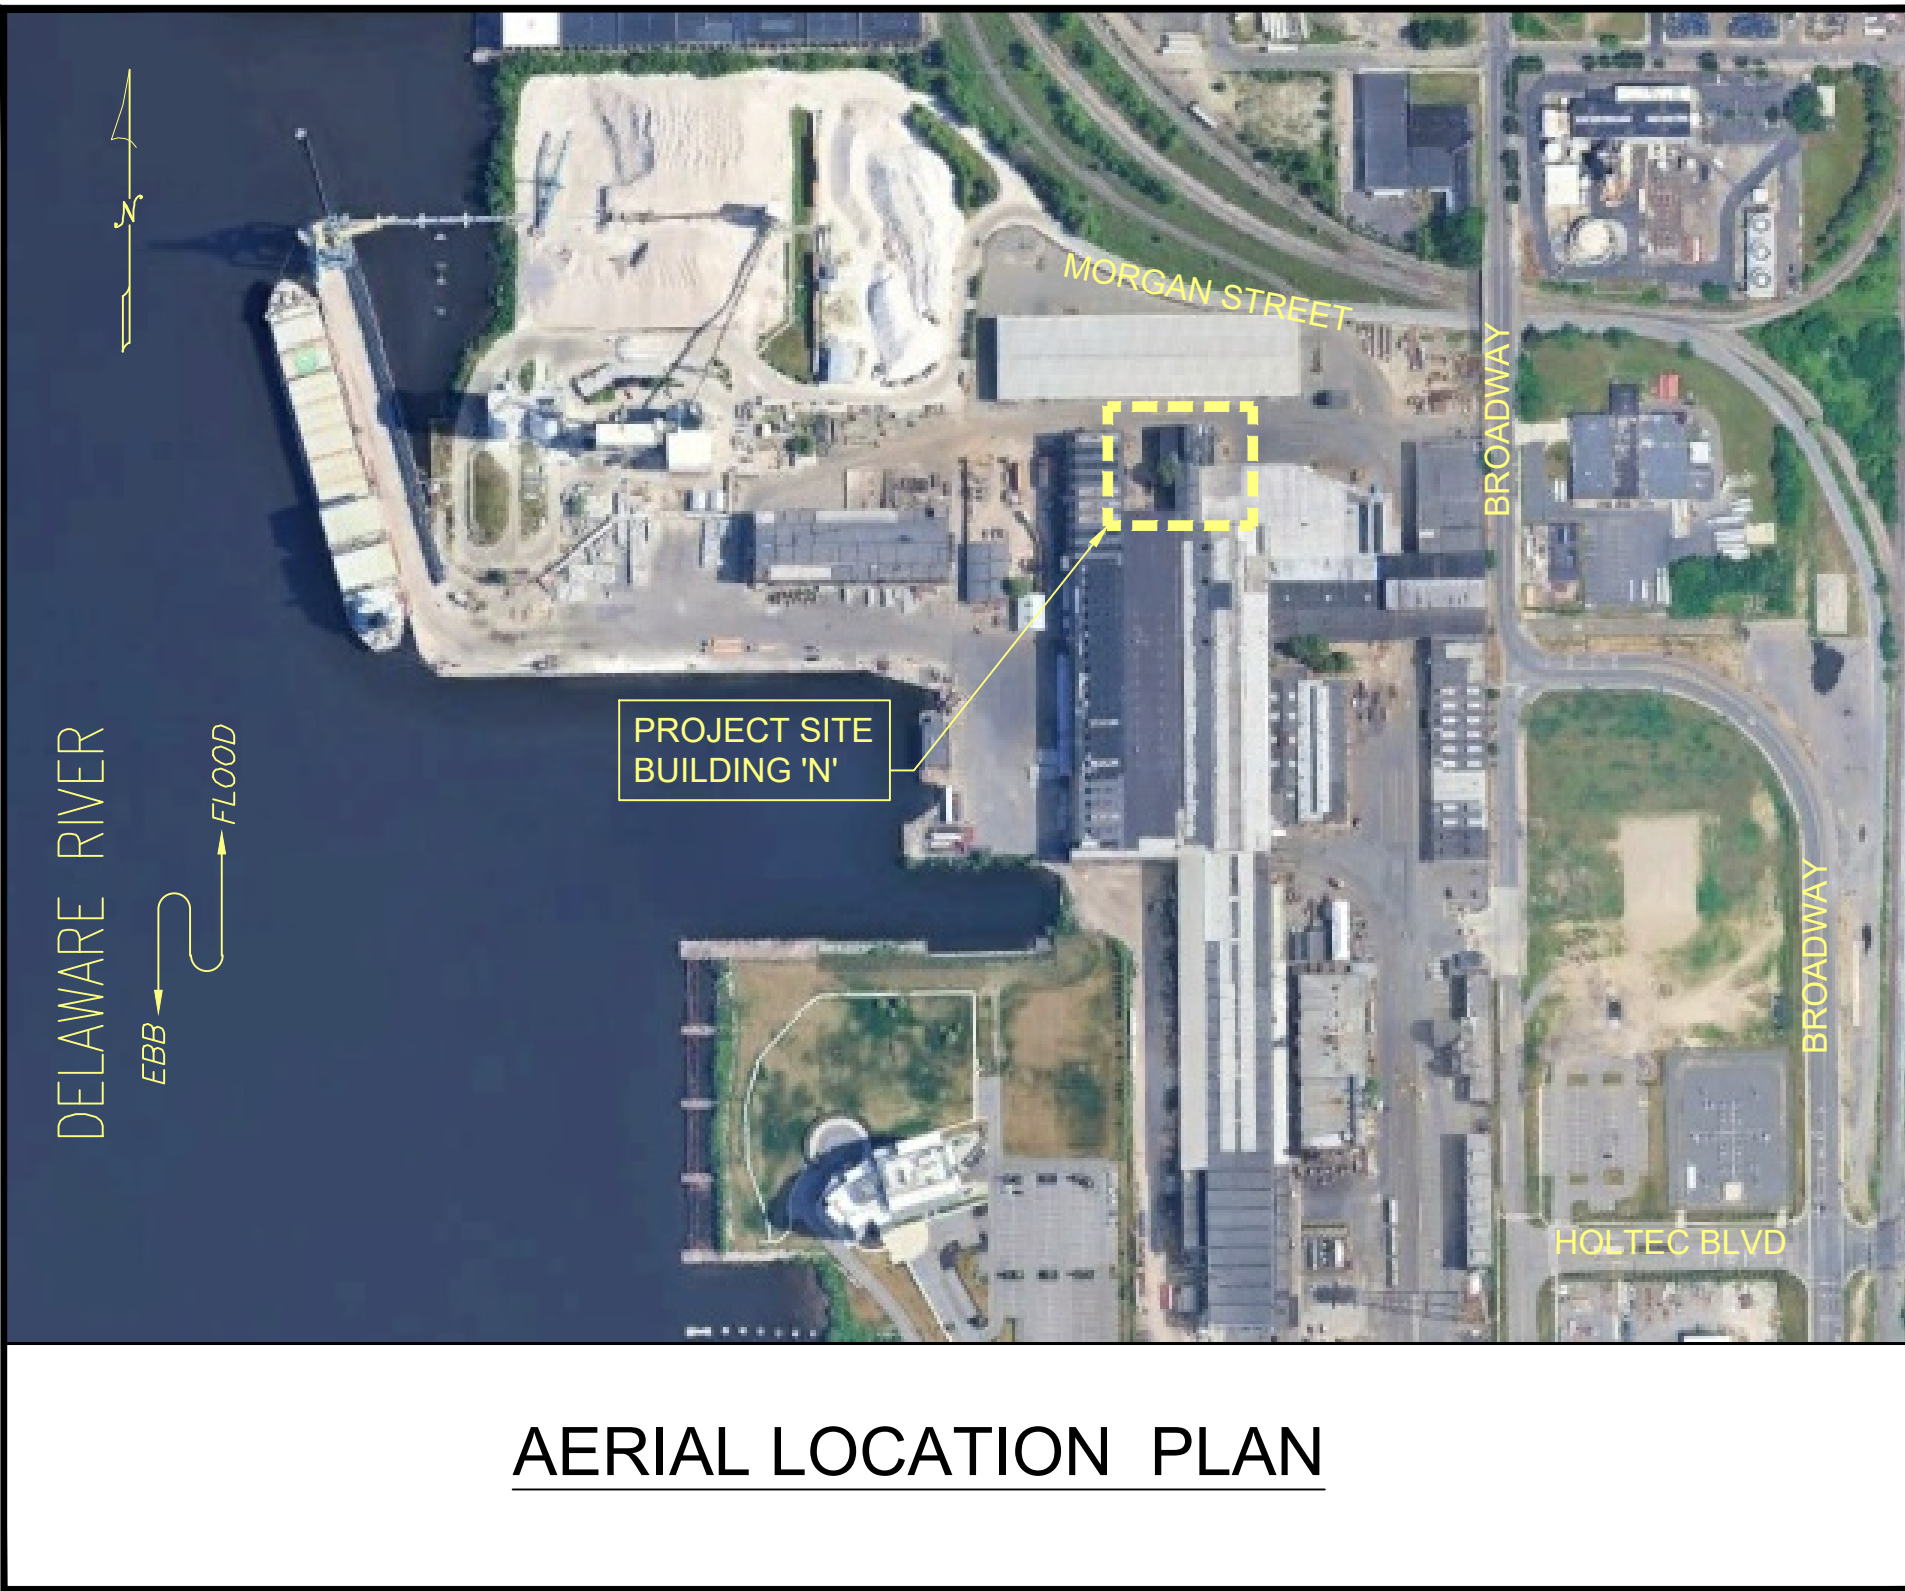 N
MORGAN STREET
BROADWAY
PROJECT SITE
BUILDING 'N'
DELAWARE RIVER
FLOOD
EBB
BROADWAY
HOLTEC BLVD
AERIAL LOCATION PLAN